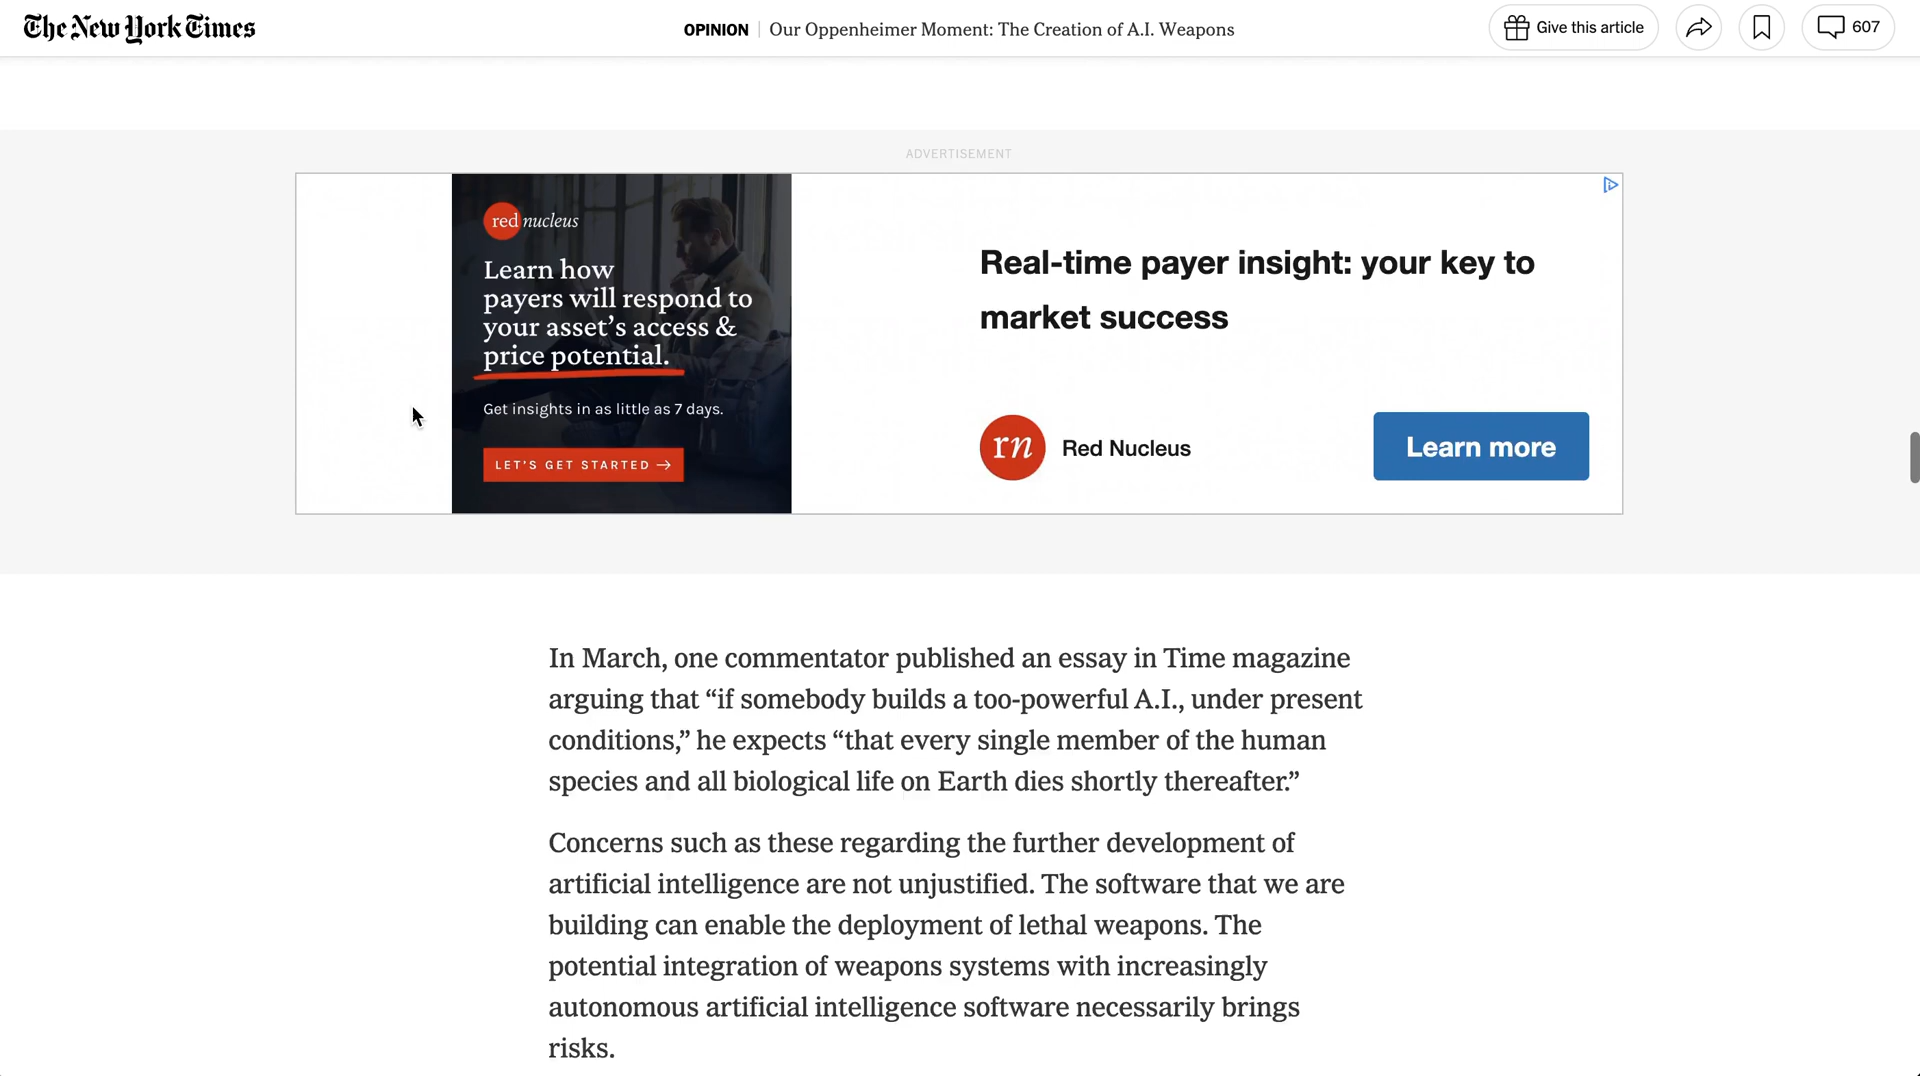 The New York Times
OPINION | Our Oppenheimer Moment: The Creation of A.I. Weapons
Give this article
607
ADVERTISEMENT
red nucleus
Learn how
payers will respond to
your asset’s access &
price potential.
Get insights in as little as 7 days.
LET’S GET STARTED →
Real-time payer insight: your key to
market success
rn
Red Nucleus
Learn more
In March, one commentator published an essay in Time magazine
arguing that “if somebody builds a too-powerful A.I., under present
conditions,” he expects “that every single member of the human
species and all biological life on Earth dies shortly thereafter.”
Concerns such as these regarding the further development of
artificial intelligence are not unjustified. The software that we are
building can enable the deployment of lethal weapons. The
potential integration of weapons systems with increasingly
autonomous artificial intelligence software necessarily brings
risks.